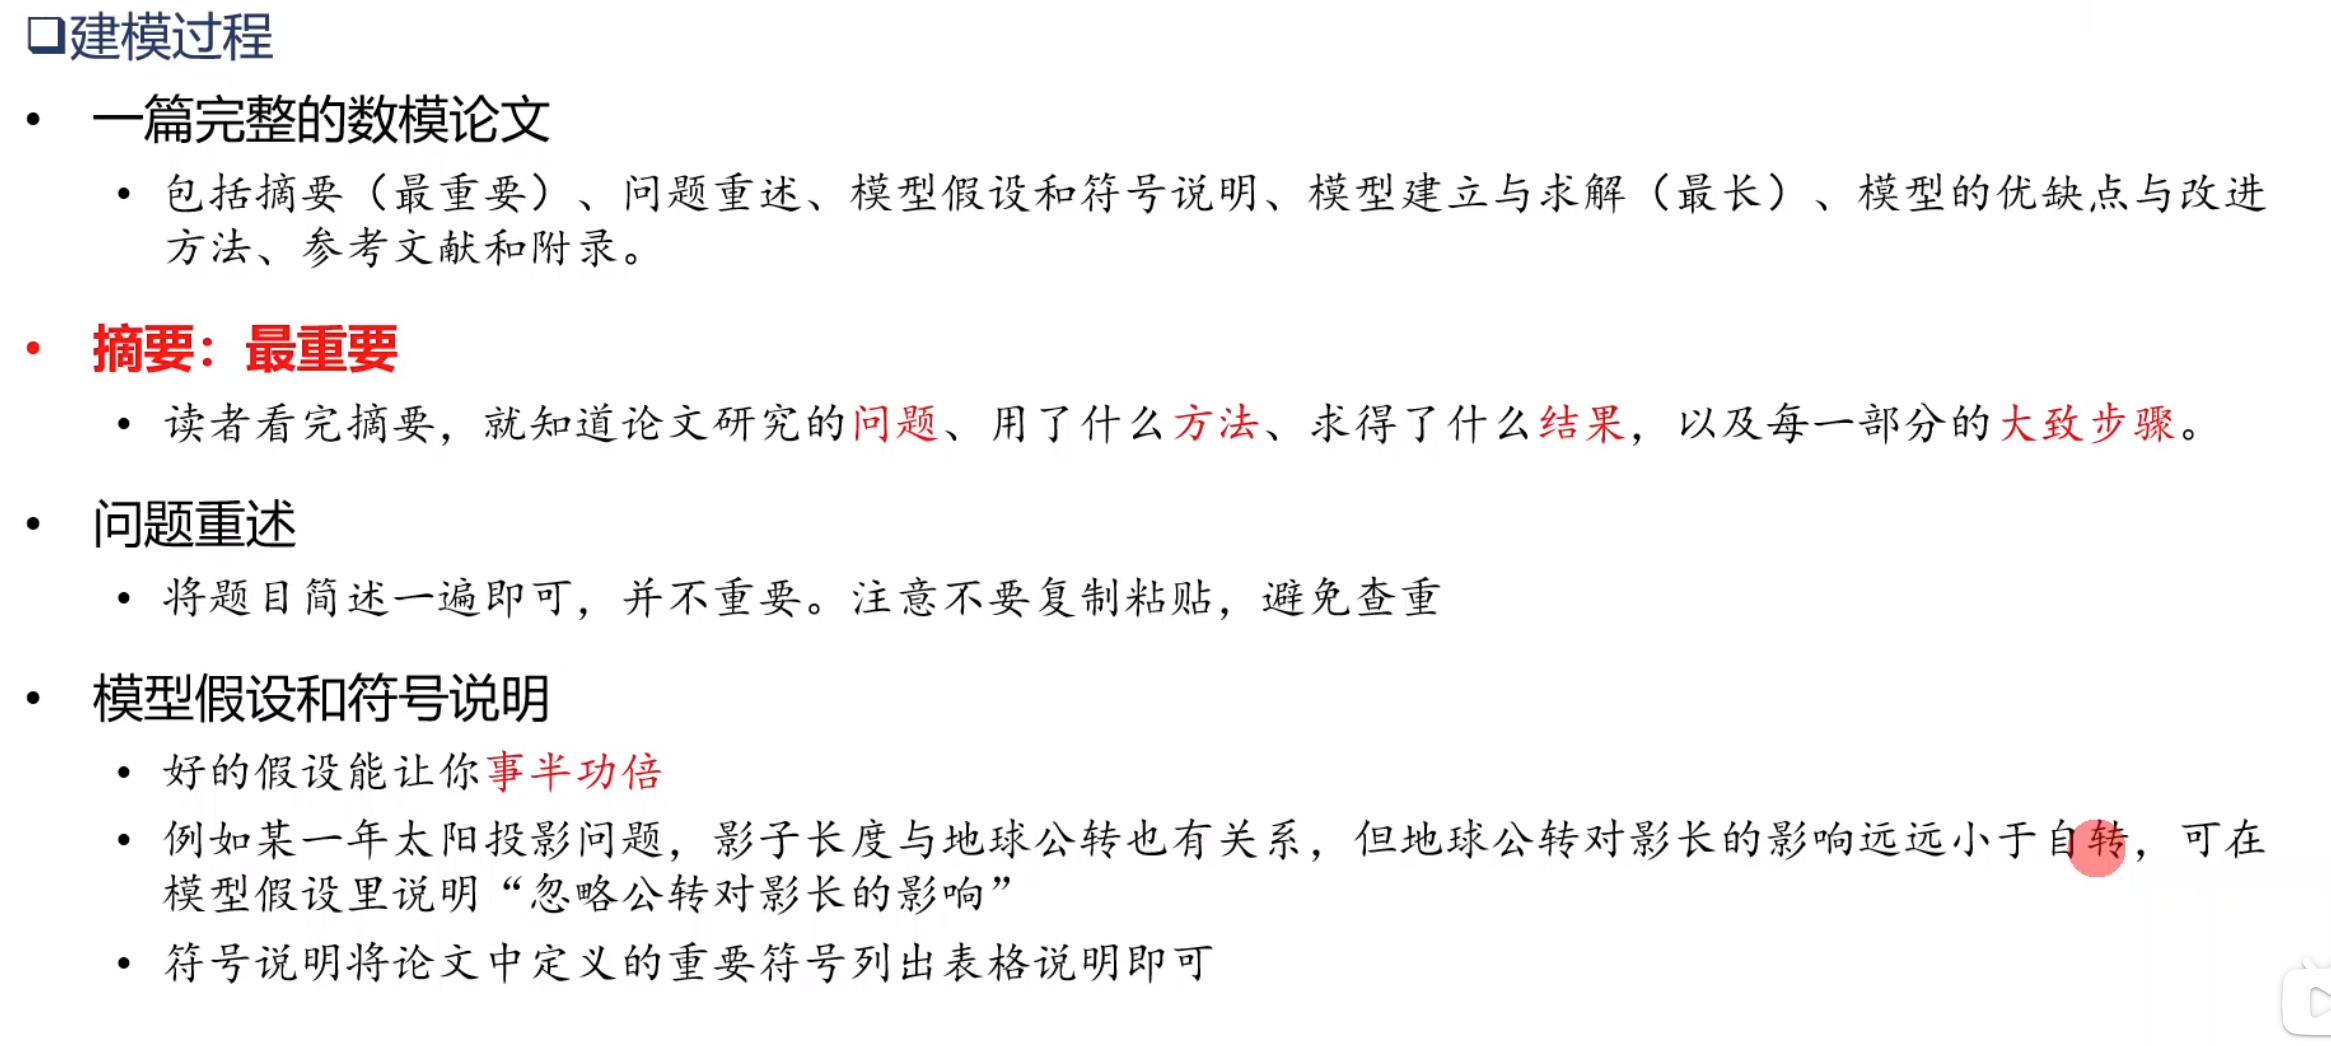 建模过程
一篇完整的数模论文
包括摘要（最重要）、问题重述、模型假设和符号说明、模型建立与求解（最长）、模型的优缺点与改进
方法、参考文献和附录。
摘要：最重要
读者看完摘要，就知道论文研究的问题、用了什么方法、求得了什么结果，以及每一部分的大致步骤。
问题重述
将题目简述一遍即可，并不重要。注意不要复制粘贴，避免查重
模型假设和符号说明
好的假设能让你事半功倍
例如某一年太阳投影问题，影子长度与地球公转也有关系，但地球公转对影长的影响远远小于自转，可在
模型假设里说明“忽略公转对影长的影响”
符号说明将论文中定义的重要符号列出表格说明即可